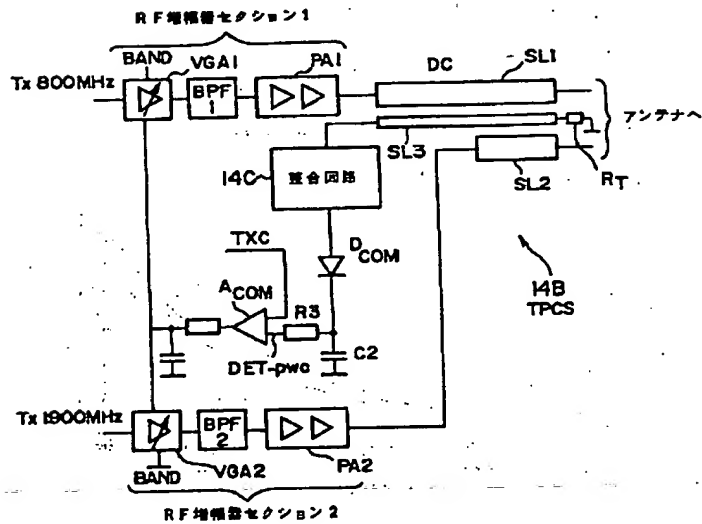 RF増幅器セクション1
BAND
VGA1
PA1
DC
SL1
Tx 800MHz
BPF
1
アンテナへ
SL3
RT
SL2
14C
整合回路
TXC
DCOM
ACOM
R3
14B
TPCS
DET-pwc
C2
Tx 1900MHz
BPF
2
BAND
VGA2
PA2
RF増幅器セクション2